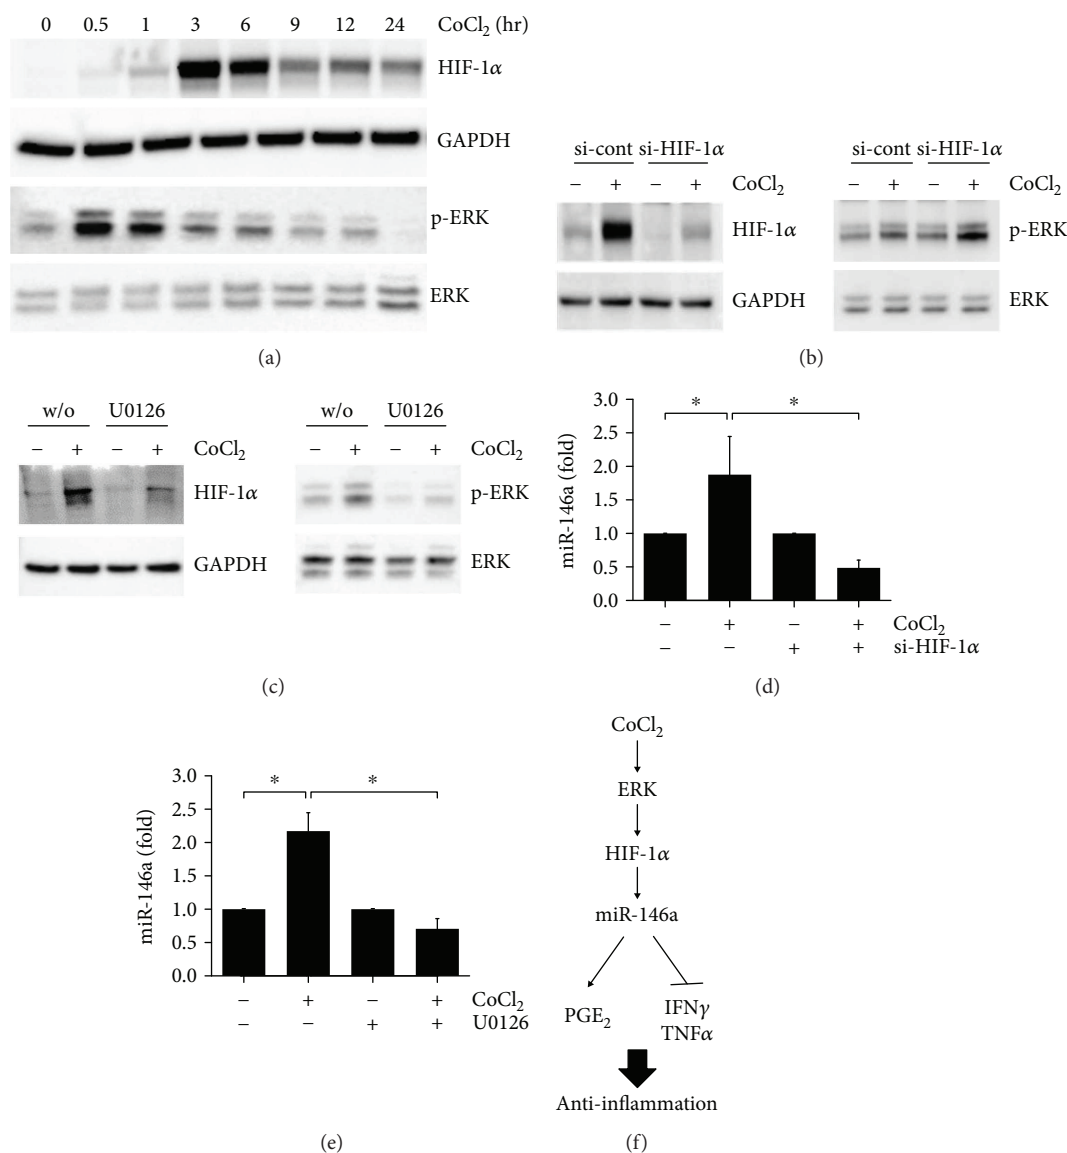 0 0.5 1 3 6 9 12 24 CoCl₂ (hr)
HIF-1α
GAPDH
p-ERK
ERK
(a)
si-cont si-HIF-1α
− + − + CoCl₂
HIF-1α
GAPDH
si-cont si-HIF-1α
− + − + CoCl₂
p-ERK
ERK
(b)
w/o U0126
− + − + CoCl₂
HIF-1α
GAPDH
w/o U0126
− + − + CoCl₂
p-ERK
ERK
(c)
miR-146a (fold)
3.0
2.5
2.0
1.5
1.0
0.5
0.0
* *
− + − + CoCl₂
− − + + si-HIF-1α
(d)
miR-146a (fold)
3.0
2.5
2.0
1.5
1.0
0.5
0.0
* *
− + − + CoCl₂
− − + + U0126
(e)
CoCl₂
ERK
HIF-1α
miR-146a
PGE₂
IFNγ
TNFα
Anti-inflammation
(f)